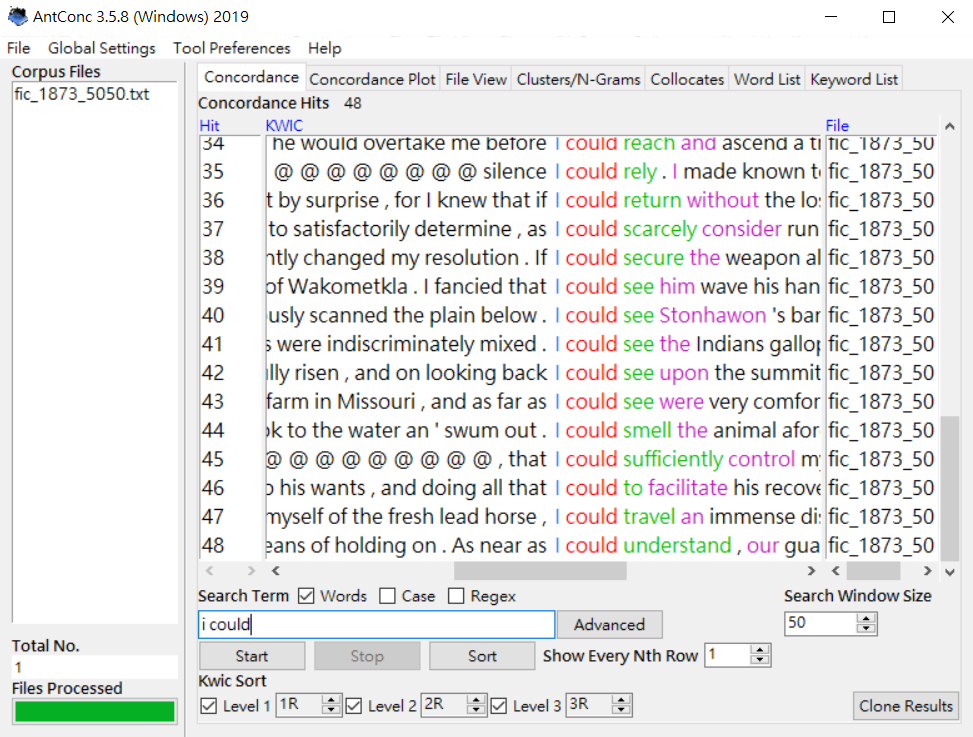 AntConc 3.5.8 (Windows) 2019
File Global Settings Tool Preferences Help
Corpus Files
fic_1873_5050.txt
Total No.
1
Files Processed
Concordance Concordance Plot File View Clusters/N-Grams Collocates Word List Keyword List
Concordance Hits 48
Hit KWIC File
34 he would overtake me before I could reach and ascend a fic_1873_50
35 @ @ @ @ @ @ @ @ silence I could rely . I made known fic_1873_50
36 t by surprise , for I knew that if I could return without the los fic_1873_50
37 to satisfactorily determine , as I could scarcely consider run fic_1873_50
38 ntly changed my resolution . If I could secure the weapon al fic_1873_50
39 of Wakometkla . I fancied that I could see him wave his han fic_1873_50
40 usly scanned the plain below . I could see Stonhawon 's bar fic_1873_50
41 s were indiscriminately mixed . I could see the Indians gallop fic_1873_50
42 lly risen , and on looking back I could see upon the summit fic_1873_50
43 farm in Missouri , and as far as I could see were very comfor fic_1873_50
44 ok to the water an ' swum out . I could smell the animal afor fic_1873_50
45 @ @ @ @ @ @ @ @ @ , that I could sufficiently control my fic_1873_50
46 o his wants , and doing all that I could to facilitate his recove fic_1873_50
47 myself of the fresh lead horse , I could travel an immense dis fic_1873_50
48 eans of holding on . As near as I could understand , our gua fic_1873_50
Search Term Words Case Regex Search Window Size
i could Advanced 50
Start Stop Sort Show Every Nth Row 1
Kwic Sort
Level 1 1R Level 2 2R Level 3 3R Clone Results